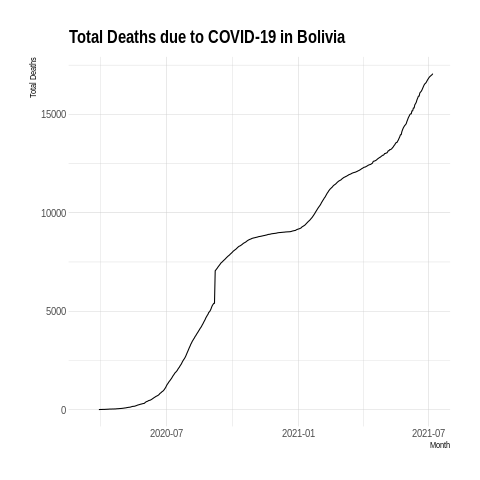 Total Deaths due to COVID-19 in Bolivia
Total Deaths
15000
10000
5000
0
2020-07
2021-01
2021-07
Month